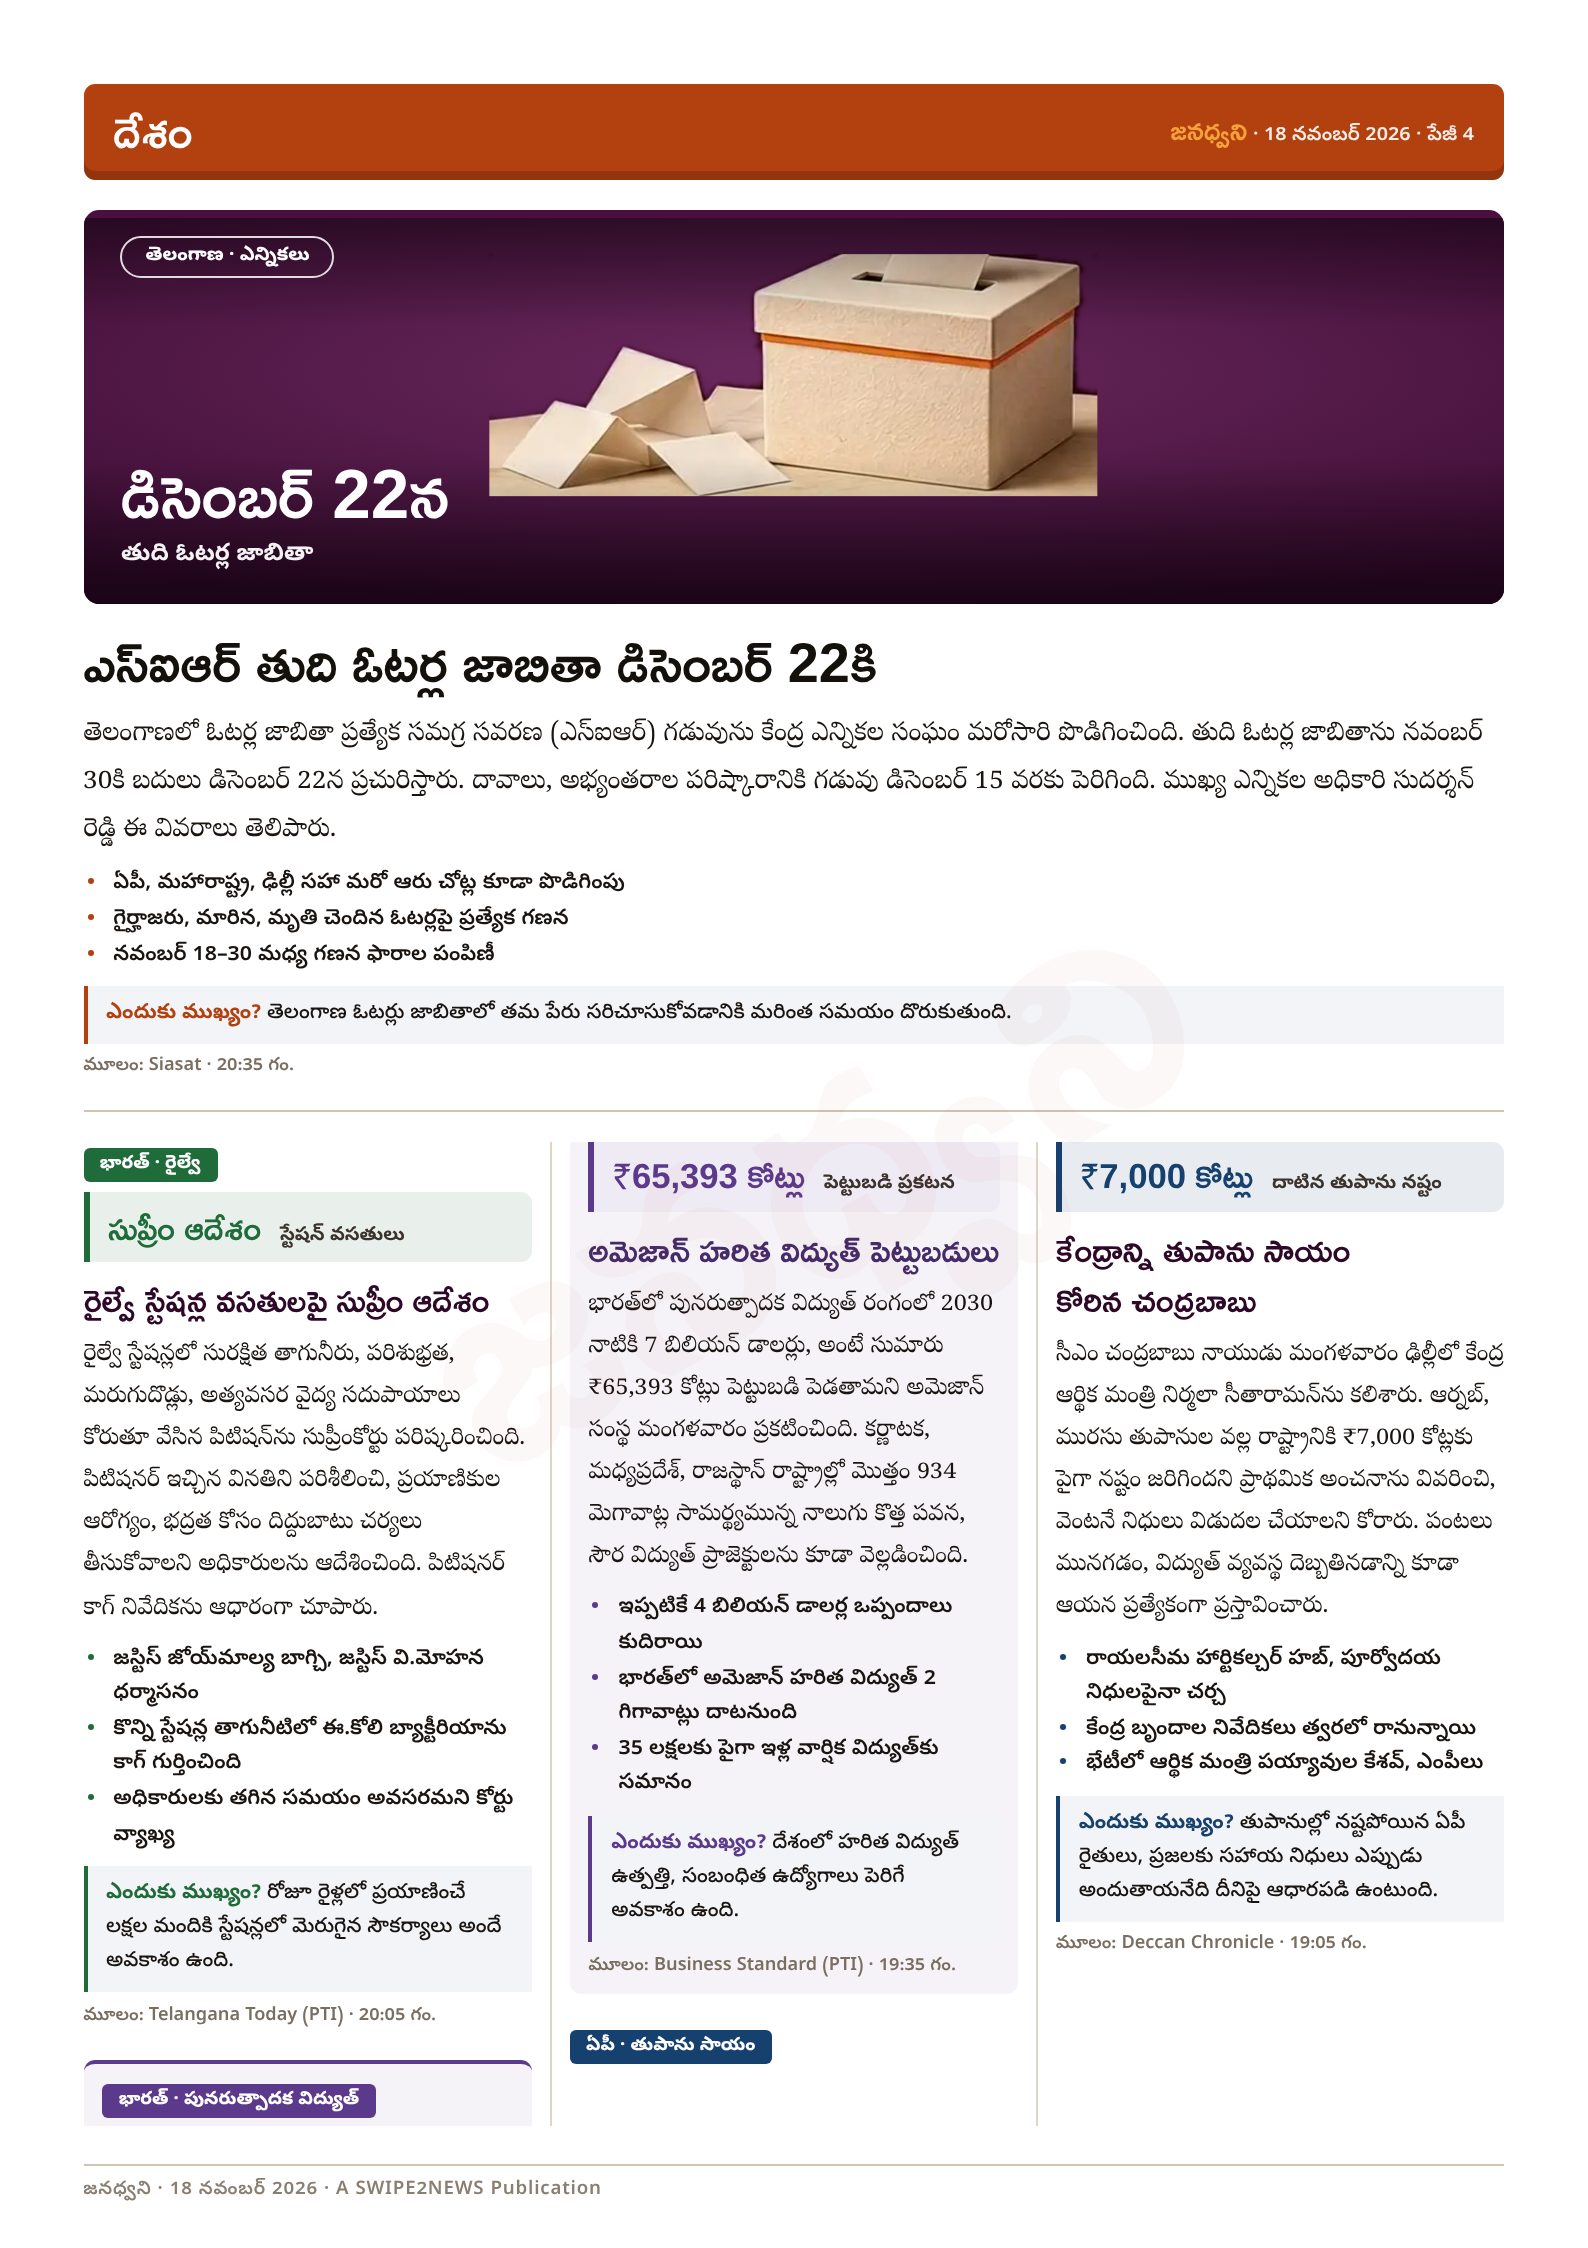 దేశం
జనధ్వని · 18 నవంబర్ 2026 · పేజీ 4
తెలంగాణ · ఎన్నికలు
డిసెంబర్ 22న
తుది ఓటర్ల జాబితా
ఎస్ఐఆర్ తుది ఓటర్ల జాబితా డిసెంబర్ 22కి
తెలంగాణలో ఓటర్ల జాబితా ప్రత్యేక సమగ్ర సవరణ (ఎస్ఐఆర్) గడువును కేంద్ర ఎన్నికల సంఘం మరోసారి పొడిగించింది. తుది ఓటర్ల జాబితాను నవంబర్
30కి బదులు డిసెంబర్ 22న ప్రచురిస్తారు. దావాలు, అభ్యంతరాల పరిష్కారానికి గడువు డిసెంబర్ 15 వరకు పెరిగింది. ముఖ్య ఎన్నికల అధికారి సుదర్శన్
రెడ్డి ఈ వివరాలు తెలిపారు.
• ఏపీ, మహారాష్ట్ర, ఢిల్లీ సహా మరో ఆరు చోట్ల కూడా పొడిగింపు
• గైర్హాజరు, మారిన, మృతి చెందిన ఓటర్లపై ప్రత్యేక గణన
• నవంబర్ 18–30 మధ్య గణన ఫారాల పంపిణీ
ఎందుకు ముఖ్యం? తెలంగాణ ఓటర్లు జాబితాలో తమ పేరు సరిచూసుకోవడానికి మరింత సమయం దొరుకుతుంది.
మూలం: Siasat · 20:35 గం.
భారత్ · రైల్వే
సుప్రీం ఆదేశం స్టేషన్ వసతులు
రైల్వే స్టేషన్ల వసతులపై సుప్రీం ఆదేశం
రైల్వే స్టేషన్లలో సురక్షిత తాగునీరు, పరిశుభ్రత,
మరుగుదొడ్లు, అత్యవసర వైద్య సదుపాయాలు
కోరుతూ వేసిన పిటిషన్‌ను సుప్రీంకోర్టు పరిష్కరించింది.
పిటిషనర్ ఇచ్చిన వినతిని పరిశీలించి, ప్రయాణికుల
ఆరోగ్యం, భద్రత కోసం దిద్దుబాటు చర్యలు
తీసుకోవాలని అధికారులను ఆదేశించింది. పిటిషనర్
కాగ్ నివేదికను ఆధారంగా చూపారు.
• జస్టిస్ జోయ్‌మాల్య బాగ్చి, జస్టిస్ వి.మోహన
ధర్మాసనం
• కొన్ని స్టేషన్ల తాగునీటిలో ఈ.కోలి బ్యాక్టీరియాను
కాగ్ గుర్తించింది
• అధికారులకు తగిన సమయం అవసరమని కోర్టు
వ్యాఖ్య
ఎందుకు ముఖ్యం? రోజూ రైళ్లలో ప్రయాణించే
లక్షల మందికి స్టేషన్లలో మెరుగైన సౌకర్యాలు అందే
అవకాశం ఉంది.
మూలం: Telangana Today (PTI) · 20:05 గం.
భారత్ · పునరుత్పాదక విద్యుత్
₹65,393 కోట్లు పెట్టుబడి ప్రకటన
అమెజాన్ హరిత విద్యుత్ పెట్టుబడులు
భారత్‌లో పునరుత్పాదక విద్యుత్ రంగంలో 2030
నాటికి 7 బిలియన్ డాలర్లు, అంటే సుమారు
₹65,393 కోట్లు పెట్టుబడి పెడతామని అమెజాన్
సంస్థ మంగళవారం ప్రకటించింది. కర్ణాటక,
మధ్యప్రదేశ్, రాజస్థాన్ రాష్ట్రాల్లో మొత్తం 934
మెగావాట్ల సామర్థ్యమున్న నాలుగు కొత్త పవన,
సౌర విద్యుత్ ప్రాజెక్టులను కూడా వెల్లడించింది.
• ఇప్పటికే 4 బిలియన్ డాలర్ల ఒప్పందాలు
కుదిరాయి
• భారత్‌లో అమెజాన్ హరిత విద్యుత్ 2
గిగావాట్లు దాటనుంది
• 35 లక్షలకు పైగా ఇళ్ల వార్షిక విద్యుత్‌కు
సమానం
ఎందుకు ముఖ్యం? దేశంలో హరిత విద్యుత్
ఉత్పత్తి, సంబంధిత ఉద్యోగాలు పెరిగే
అవకాశం ఉంది.
మూలం: Business Standard (PTI) · 19:35 గం.
ఏపీ · తుపాను సాయం
₹7,000 కోట్లు దాటిన తుపాను నష్టం
కేంద్రాన్ని తుపాను సాయం
కోరిన చంద్రబాబు
సీఎం చంద్రబాబు నాయుడు మంగళవారం ఢిల్లీలో కేంద్ర
ఆర్థిక మంత్రి నిర్మలా సీతారామన్‌ను కలిశారు. ఆర్నబ్,
మురసు తుపానుల వల్ల రాష్ట్రానికి ₹7,000 కోట్లకు
పైగా నష్టం జరిగిందని ప్రాథమిక అంచనాను వివరించి,
వెంటనే నిధులు విడుదల చేయాలని కోరారు. పంటలు
మునగడం, విద్యుత్ వ్యవస్థ దెబ్బతినడాన్ని కూడా
ఆయన ప్రత్యేకంగా ప్రస్తావించారు.
• రాయలసీమ హార్టికల్చర్ హబ్, పూర్వోదయ
నిధులపైనా చర్చ
• కేంద్ర బృందాల నివేదికలు త్వరలో రానున్నాయి
• భేటీలో ఆర్థిక మంత్రి పయ్యావుల కేశవ్, ఎంపీలు
ఎందుకు ముఖ్యం? తుపానుల్లో నష్టపోయిన ఏపీ
రైతులు, ప్రజలకు సహాయ నిధులు ఎప్పుడు
అందుతాయనేది దీనిపై ఆధారపడి ఉంటుంది.
మూలం: Deccan Chronicle · 19:05 గం.
జనధ్వని
జనధ్వని · 18 నవంబర్ 2026 · A SWIPE2NEWS Publication